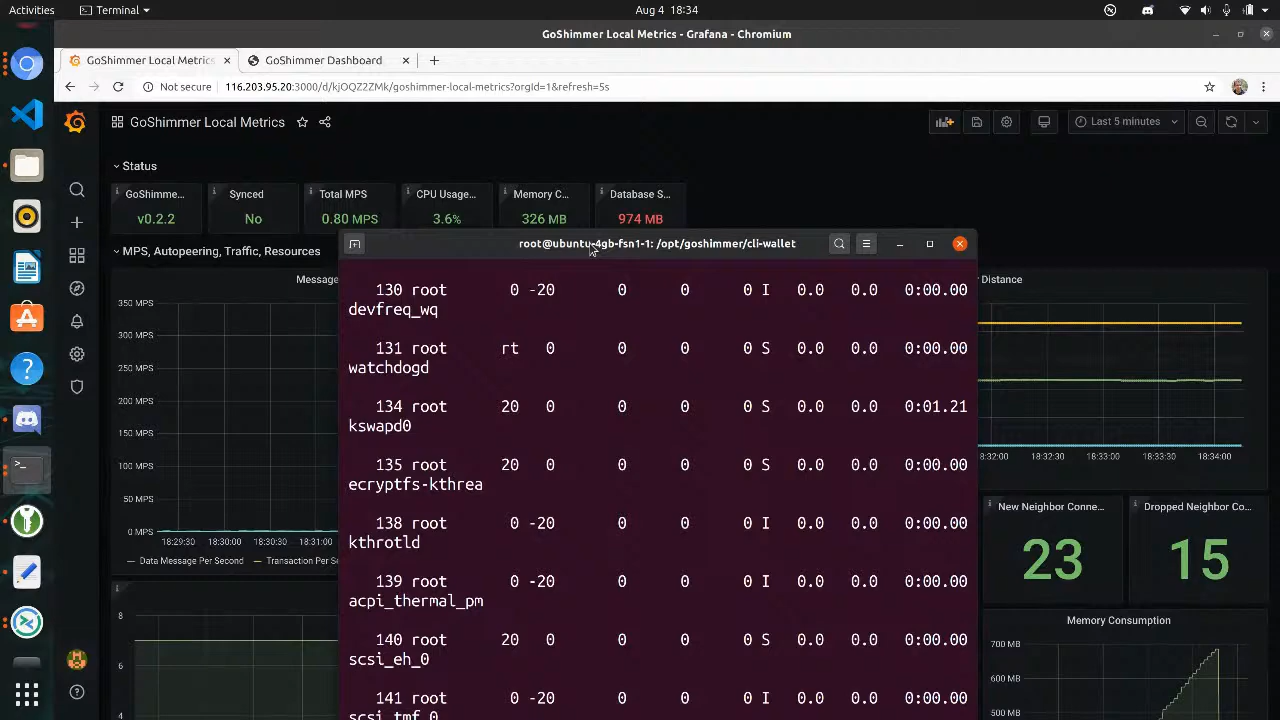 Activities
Terminal
Aug 4 18:34
GoShimmer Local Metrics - Grafana - Chromium
GoShimmer Local Metrics
GoShimmer Dashboard
Not secure 116.203.95.20:3000/d/kjOQZ2ZMk/goshimmer-local-metrics?orgId=1&refresh=5s
GoShimmer Local Metrics
Last 5 minutes
Status
GoShimme... Synced Total MPS CPU Usage... Memory C... Database S...
v0.2.2 No 0.80 MPS 3.6% 326 MB 974 MB
MPS, Autopeering, Traffic, Resources
root@ubuntu-4gb-fsn1-1: /opt/goshimmer/cli-wallet
130 root 0 -20 0 0 0 I 0.0 0.0 0:00.00
devfreq_wq
131 root rt 0 0 0 0 S 0.0 0.0 0:00.00
watchdogd
134 root 20 0 0 0 0 S 0.0 0.0 0:01.21
kswapd0
135 root 20 0 0 0 0 S 0.0 0.0 0:00.00
ecryptfs-kthrea
138 root 0 -20 0 0 0 I 0.0 0.0 0:00.00
kthrotld
139 root 0 -20 0 0 0 I 0.0 0.0 0:00.00
acpi_thermal_pm
140 root 20 0 0 0 0 S 0.0 0.0 0:00.00
scsi_eh_0
141 root 0 -20 0 0 0 I 0.0 0.0 0:00.00
scsi_tmf_0
Message
350 MPS
300 MPS
250 MPS
200 MPS
150 MPS
100 MPS
50 MPS
0 MPS
18:29:30 18:30:00 18:30:30 18:31:00
Data Message Per Second Transaction Per S
8
6
4
Distance
18:32:00 18:32:30 18:33:00 18:33:30 18:34:00
New Neighbor Conne... Dropped Neighbor Co...
23 15
Memory Consumption
700 MB
600 MB
500 MB